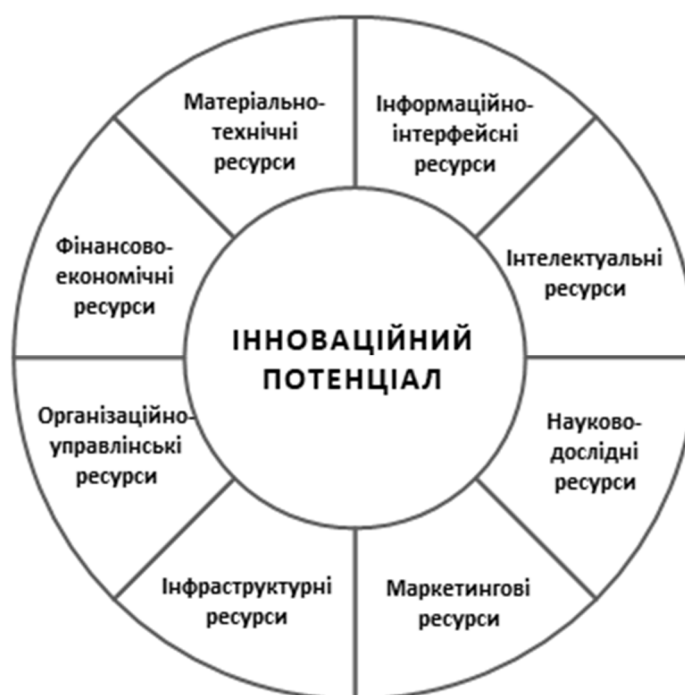 Матеріально-
технічні
ресурси
Інформаційно-
інтерфейсні
ресурси
Інтелектуальні
ресурси
Науково-
дослідні
ресурси
Маркетингові
ресурси
Інфраструктурні
ресурси
Організаційно-
управлінські
ресурси
Фінансово-
економічні
ресурси
ІННОВАЦІЙНИЙ
ПОТЕНЦІАЛ